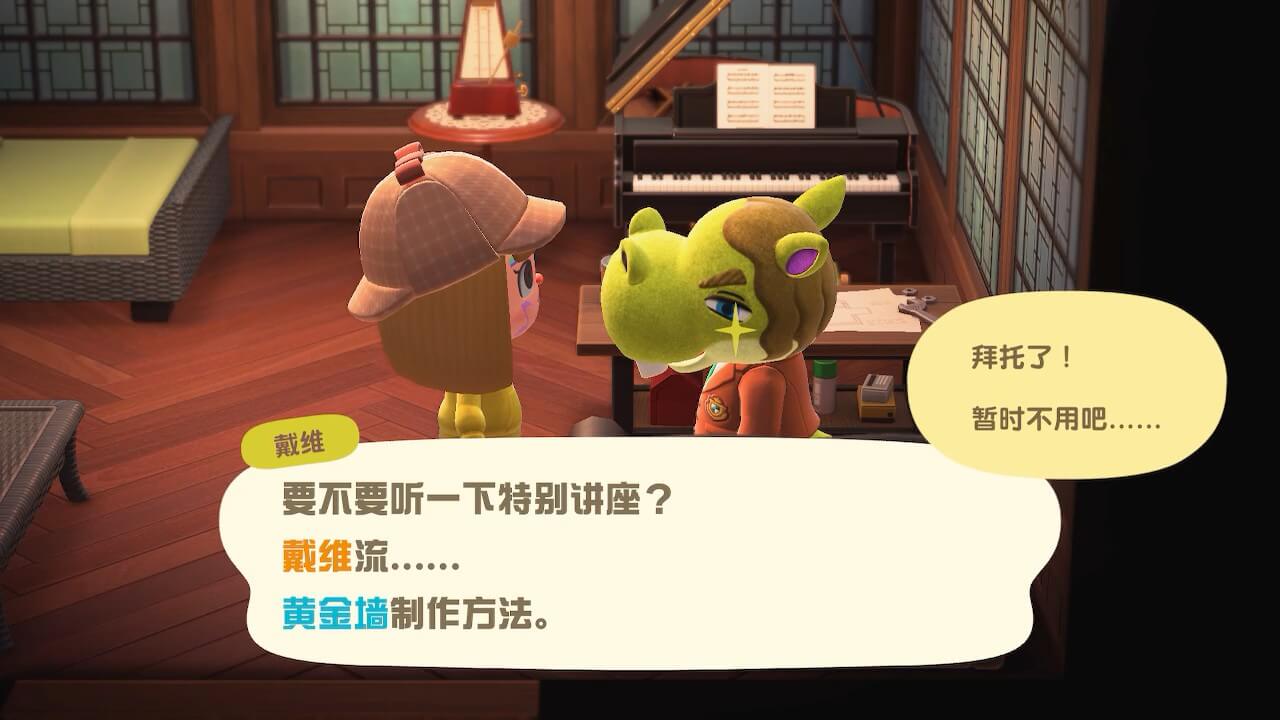 戴维
要不要听一下特别讲座？
戴维流……
黄金墙制作方法。
拜托了！
暂时不用吧……